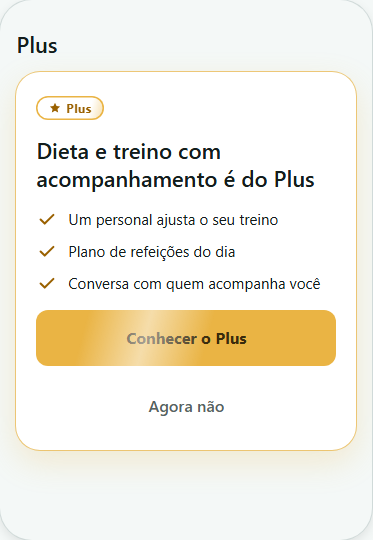 Plus
Plus
Dieta e treino com
acompanhamento é do Plus
Um personal ajusta o seu treino
Plano de refeições do dia
Conversa com quem acompanha você
Conhecer o Plus
Agora não